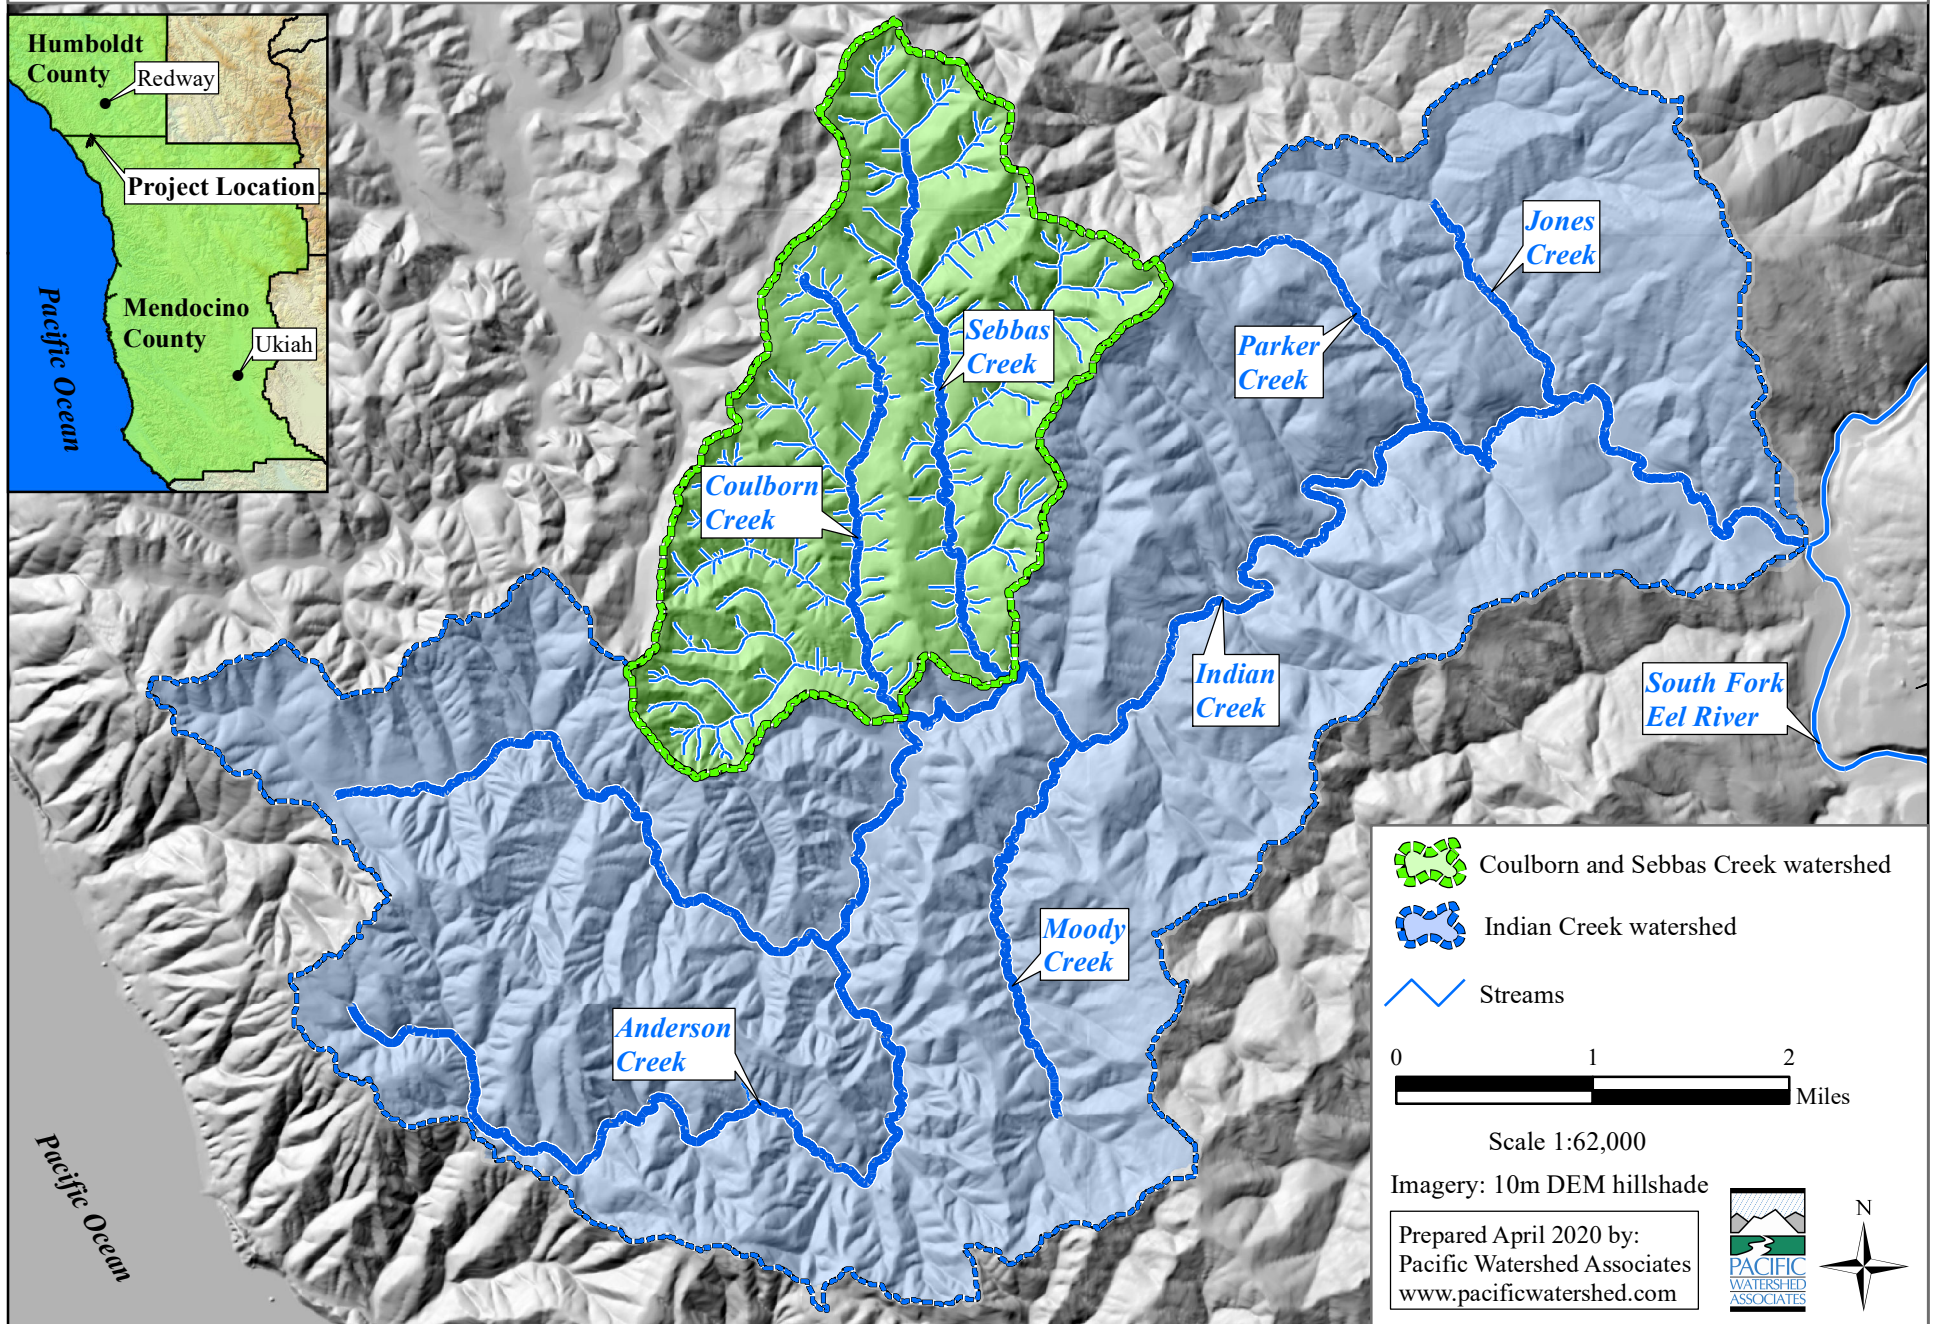 Humboldt
County
Redway
Project Location
Mendocino
County
Ukiah
Pacific Ocean
Jones
Creek
Parker
Creek
Sebbas
Creek
Coulborn
Creek
Indian
Creek
South Fork
Eel River
Moody
Creek
Anderson
Creek
Pacific Ocean
Coulborn and Sebbas Creek watershed
Indian Creek watershed
Streams
0 1 2
Miles
Scale 1:62,000
Imagery: 10m DEM hillshade
Prepared April 2020 by:
Pacific Watershed Associates
www.pacificwatershed.com
PACIFIC
WATERSHED
ASSOCIATES
N